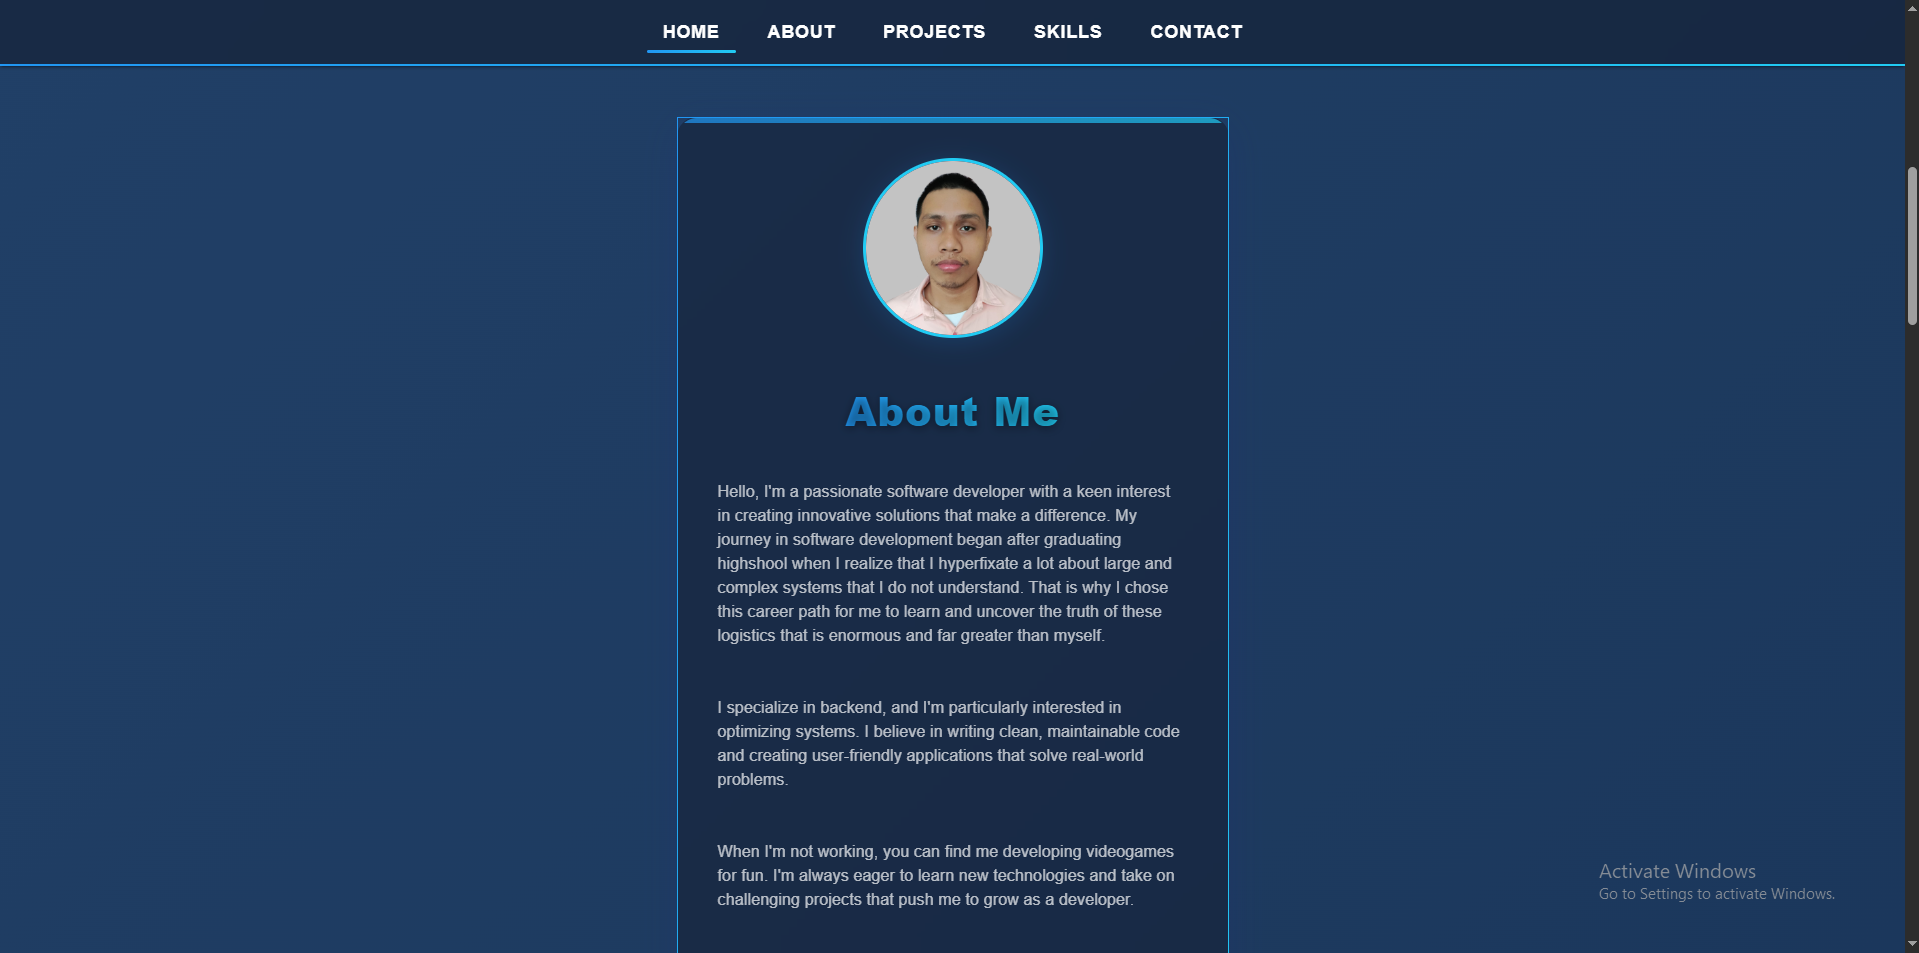 HOME ABOUT PROJECTS SKILLS CONTACT
About Me
Hello, I'm a passionate software developer with a keen interest
in creating innovative solutions that make a difference. My
journey in software development began after graduating
highshool when I realize that I hyperfixate a lot about large and
complex systems that I do not understand. That is why I chose
this career path for me to learn and uncover the truth of these
logistics that is enormous and far greater than myself.
I specialize in backend, and I'm particularly interested in
optimizing systems. I believe in writing clean, maintainable code
and creating user-friendly applications that solve real-world
problems.
When I'm not working, you can find me developing videogames
for fun. I'm always eager to learn new technologies and take on
challenging projects that push me to grow as a developer.
Activate Windows
Go to Settings to activate Windows.